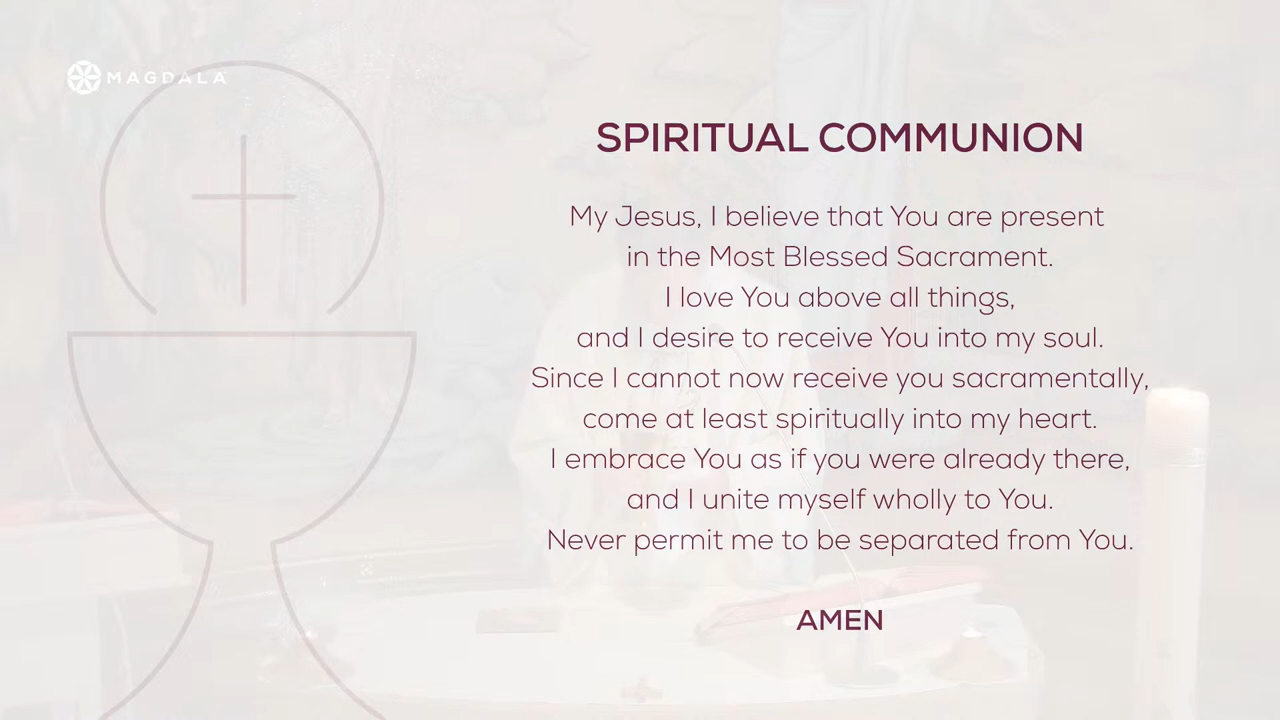 MAGDALA
SPIRITUAL COMMUNION
My Jesus, I believe that You are present
in the Most Blessed Sacrament.
I love You above all things,
and I desire to receive You into my soul.
Since I cannot now receive you sacramentally,
come at least spiritually into my heart.
I embrace You as if you were already there,
and I unite myself wholly to You.
Never permit me to be separated from You.
AMEN